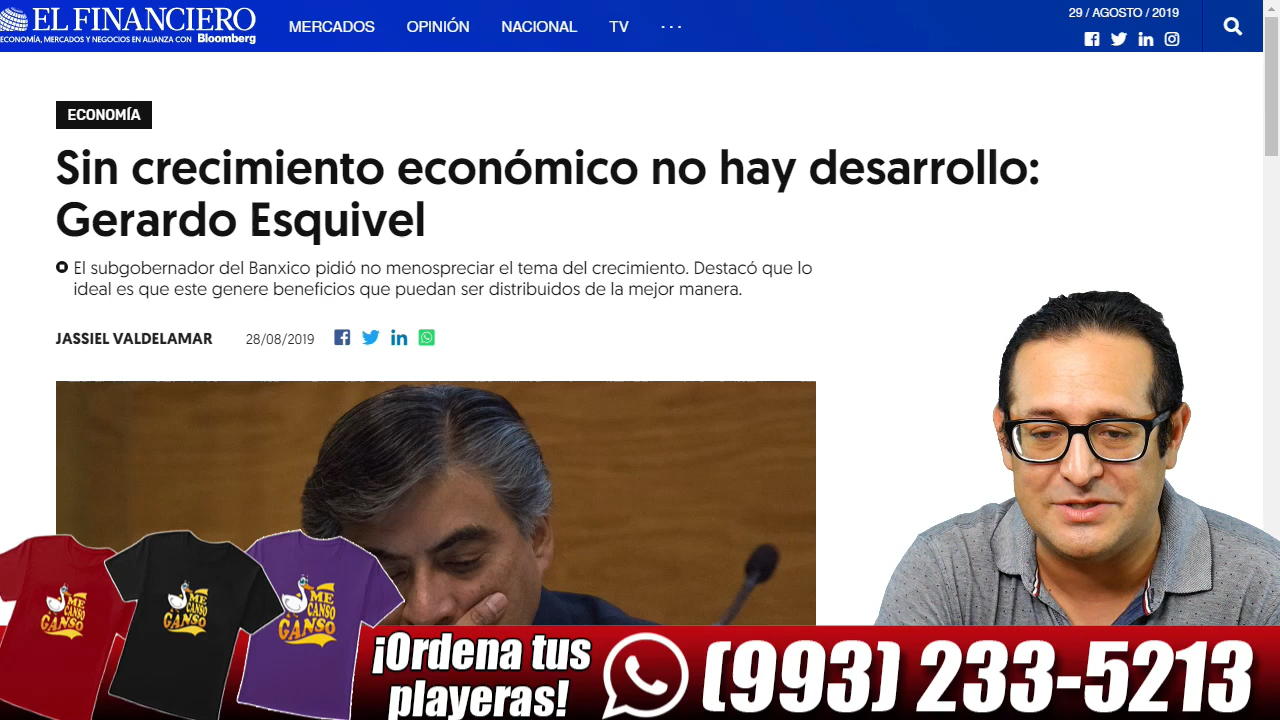 EL FINANCIERO
ECONOMÍA, MERCADOS Y NEGOCIOS EN ALIANZA CON Bloomberg
MERCADOS OPINIÓN NACIONAL TV ...
29 / AGOSTO / 2019
ECONOMÍA
Sin crecimiento económico no hay desarrollo:
Gerardo Esquivel
El subgobernador del Banxico pidió no menospreciar el tema del crecimiento. Destacó que lo
ideal es que este genere beneficios que puedan ser distribuidos de la mejor manera.
JASSIEL VALDELAMAR 28/08/2019
ME
CANSO
GANSO
ME
CANSO
GANSO
ME
CANSO
GANSO
¡Ordena tus
playeras!
(993) 233-5213